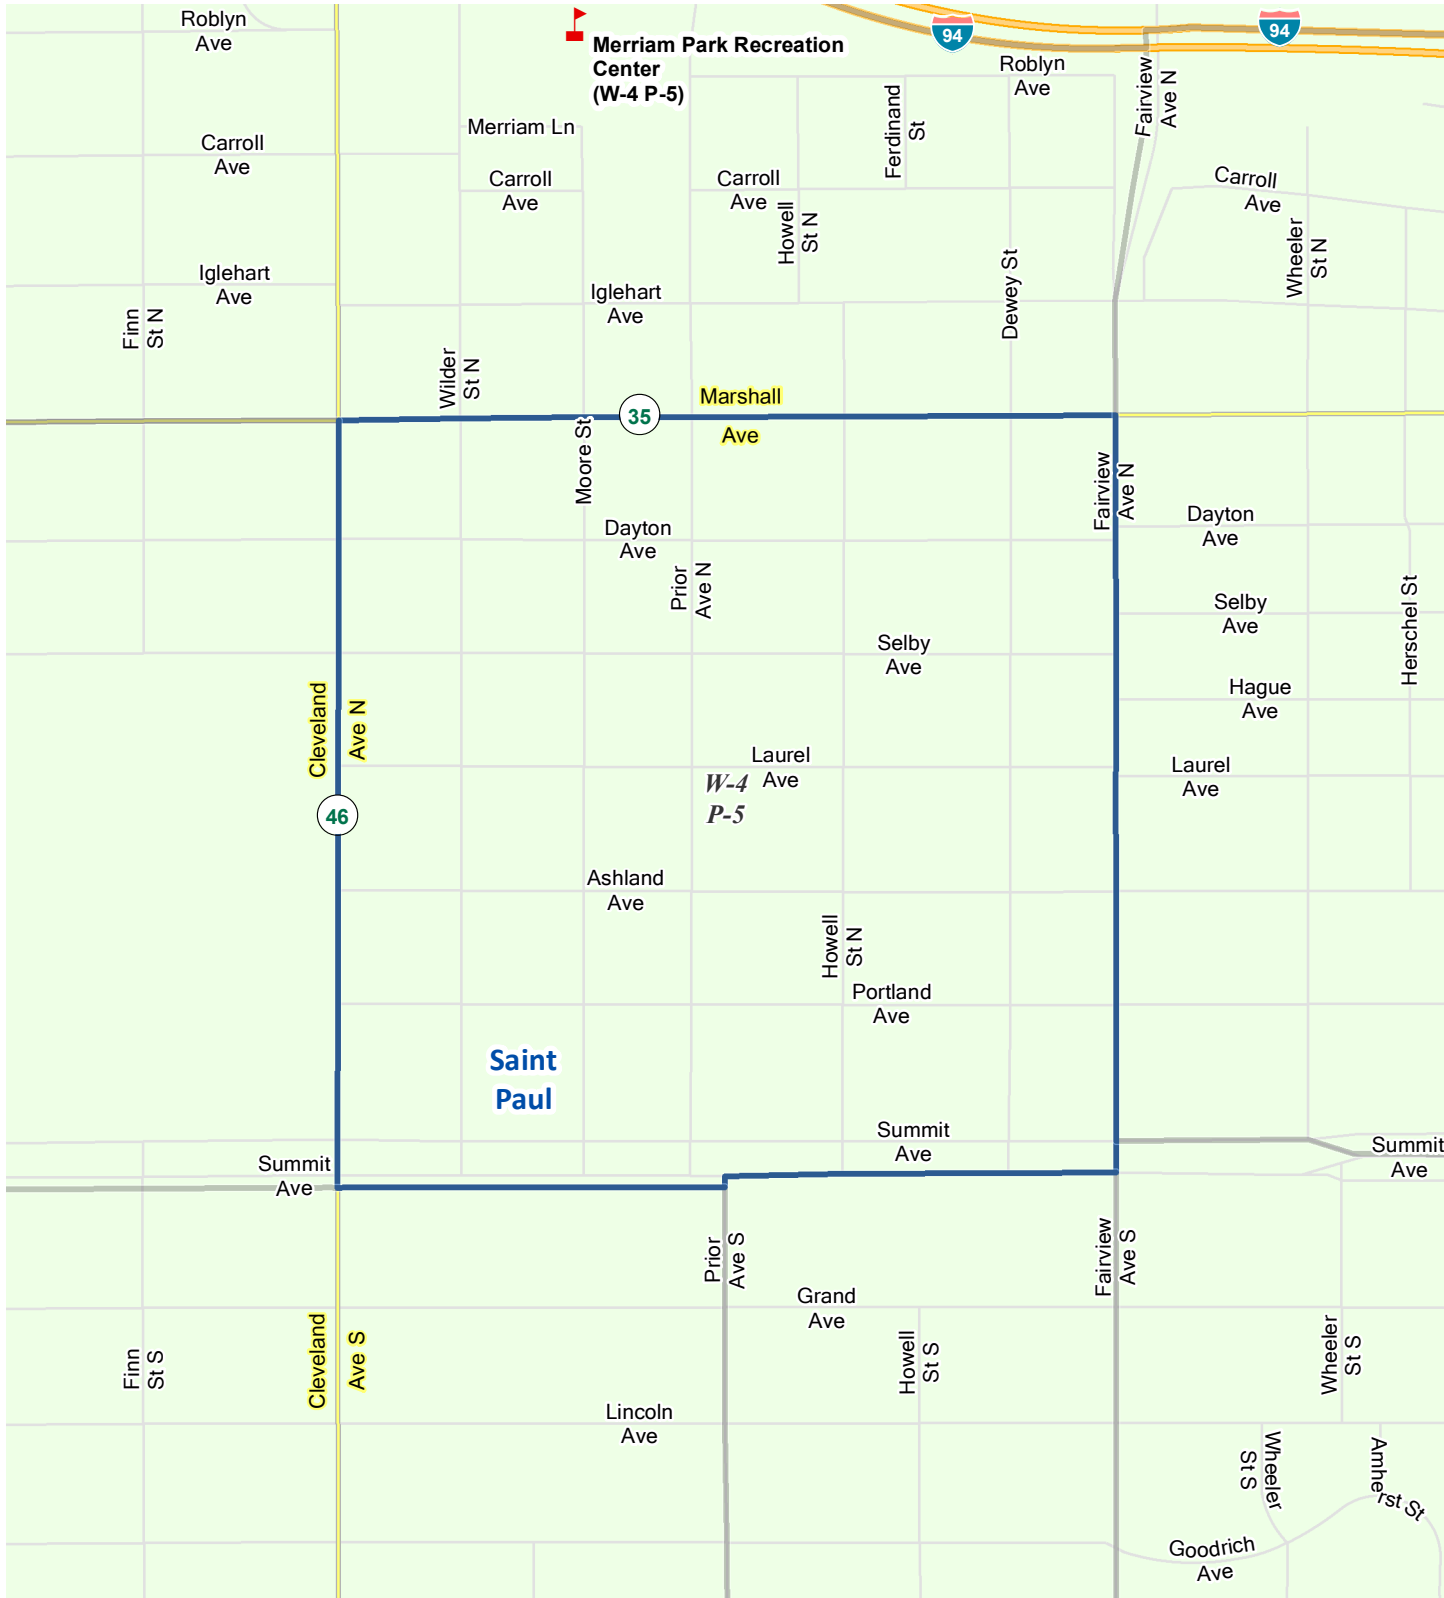 Roblyn
Ave
Merriam Park Recreation
Center
(W-4 P-5)
94
94
Roblyn
Ave
Fairview
Ave N
Merriam Ln
Ferdinand
St
Carroll
Ave
Carroll
Ave
Carroll
Ave
Carroll
Ave
Howell
St N
Wheeler
St N
Iglehart
Ave
Iglehart
Ave
Dewey St
Finn
St N
Wilder
St N
35
Marshall
Ave
Moore St
Fairview
Ave N
Dayton
Ave
Dayton
Ave
Prior
Ave N
Selby
Ave
Herschel St
Selby
Ave
Cleveland
Ave N
Hague
Ave
Laurel
Ave
Laurel
Ave
W-4
P-5
46
Ashland
Ave
Howell
St N
Portland
Ave
Saint
Paul
Summit
Ave
Summit
Ave
Summit
Ave
Prior
Ave S
Fairview
Ave S
Grand
Ave
Cleveland
Ave S
Finn
St S
Howell
St S
Wheeler
St S
Lincoln
Ave
Wheeler
St S
Amherst St
Goodrich
Ave